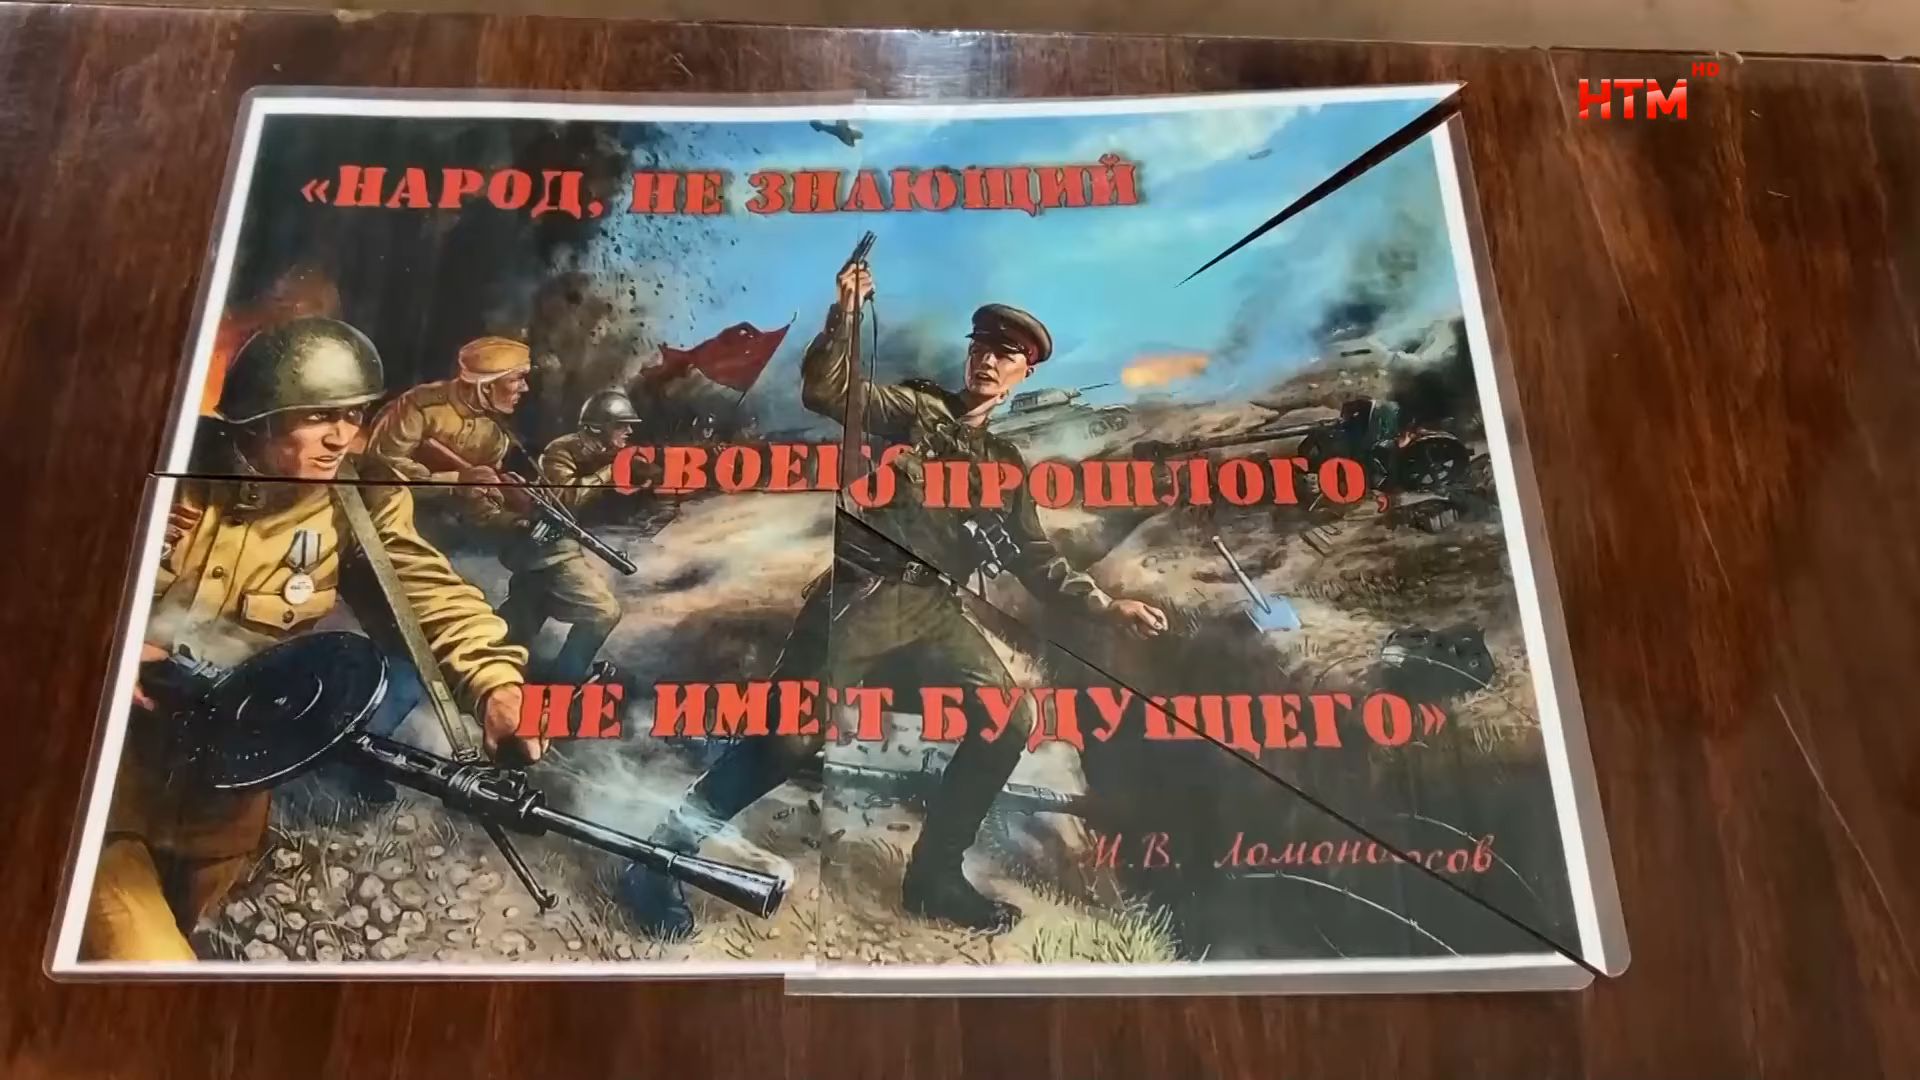 НТМ HD
«НАРОД, НЕ ЗНАЮЩИЙ
СВОЕГО ПРОШЛОГО,
НЕ ИМЕЕТ БУДУЩЕГО»
М.В. Ломоносов